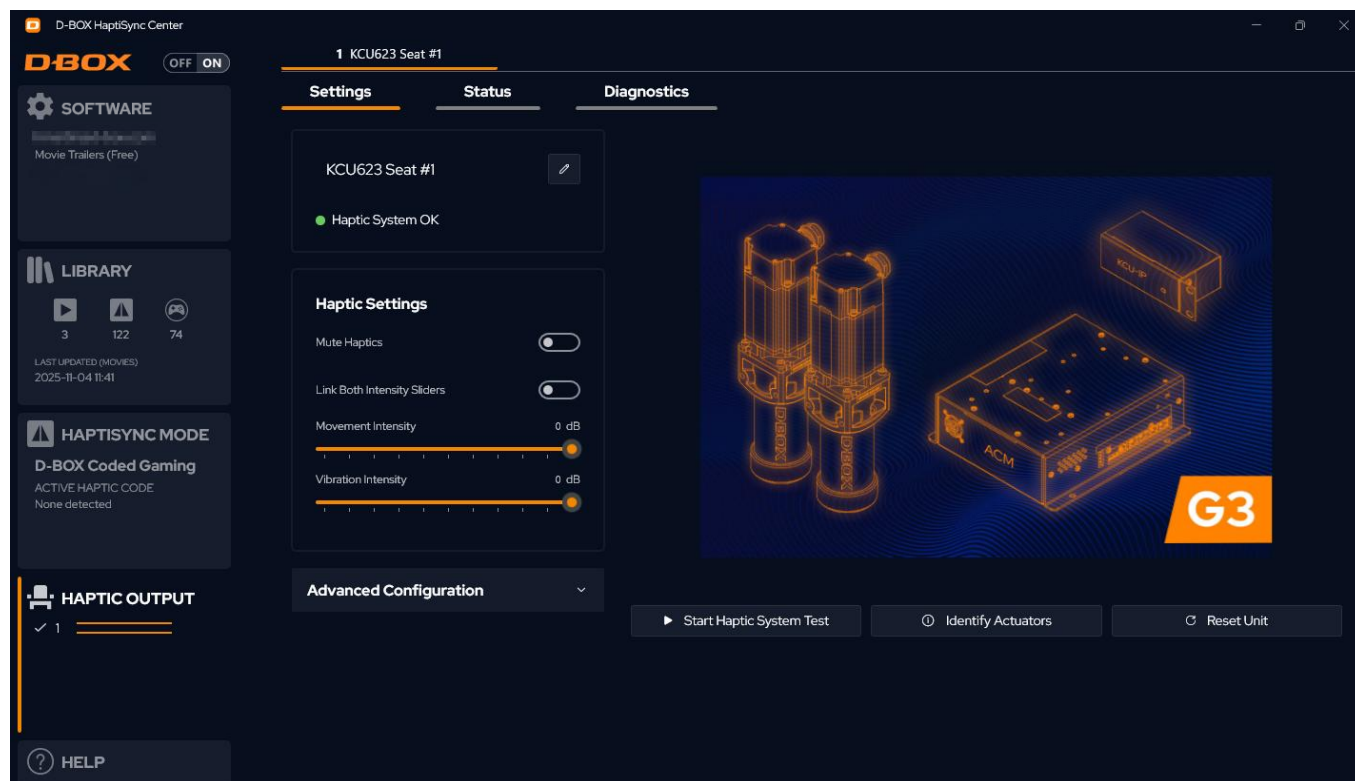 D-BOX HaptiSync Center
D-BOX
OFF ON
1 KCU623 Seat #1
Settings
Status
Diagnostics
SOFTWARE
Movie Trailers (Free)
LIBRARY
3
122
74
LAST UPDATED (MOVIES)
2025-11-04 11:41
HAPTISYNC MODE
D-BOX Coded Gaming
ACTIVE HAPTIC CODE
None detected
HAPTIC OUTPUT
1
HELP
KCU623 Seat #1
Haptic System OK
Haptic Settings
Mute Haptics
Link Both Intensity Sliders
Movement Intensity 0 dB
Vibration Intensity 0 dB
Advanced Configuration
KCU-IP
D-BOX
D-BOX
ACM
G3
Start Haptic System Test
Identify Actuators
Reset Unit